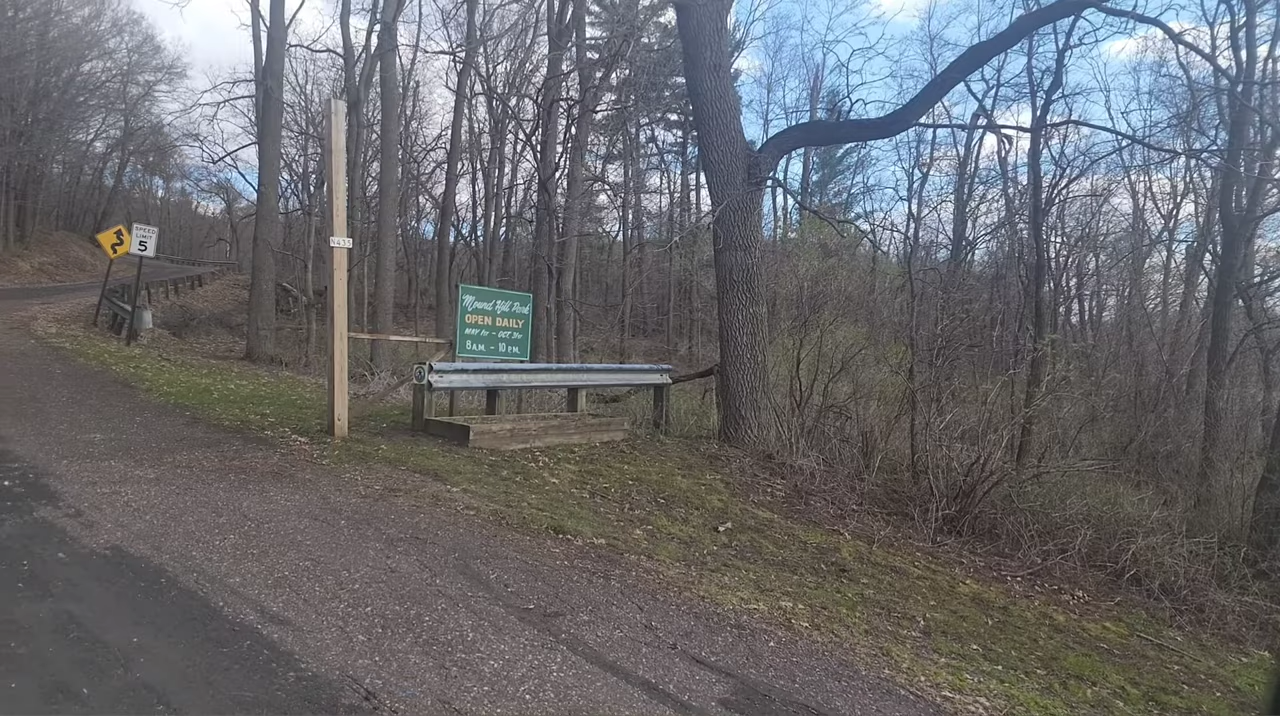 SPEED
LIMIT
5
N435
Mound Hill Park
OPEN DAILY
MAY 1ST - OCT 31ST
8 A.M. - 10 P.M.